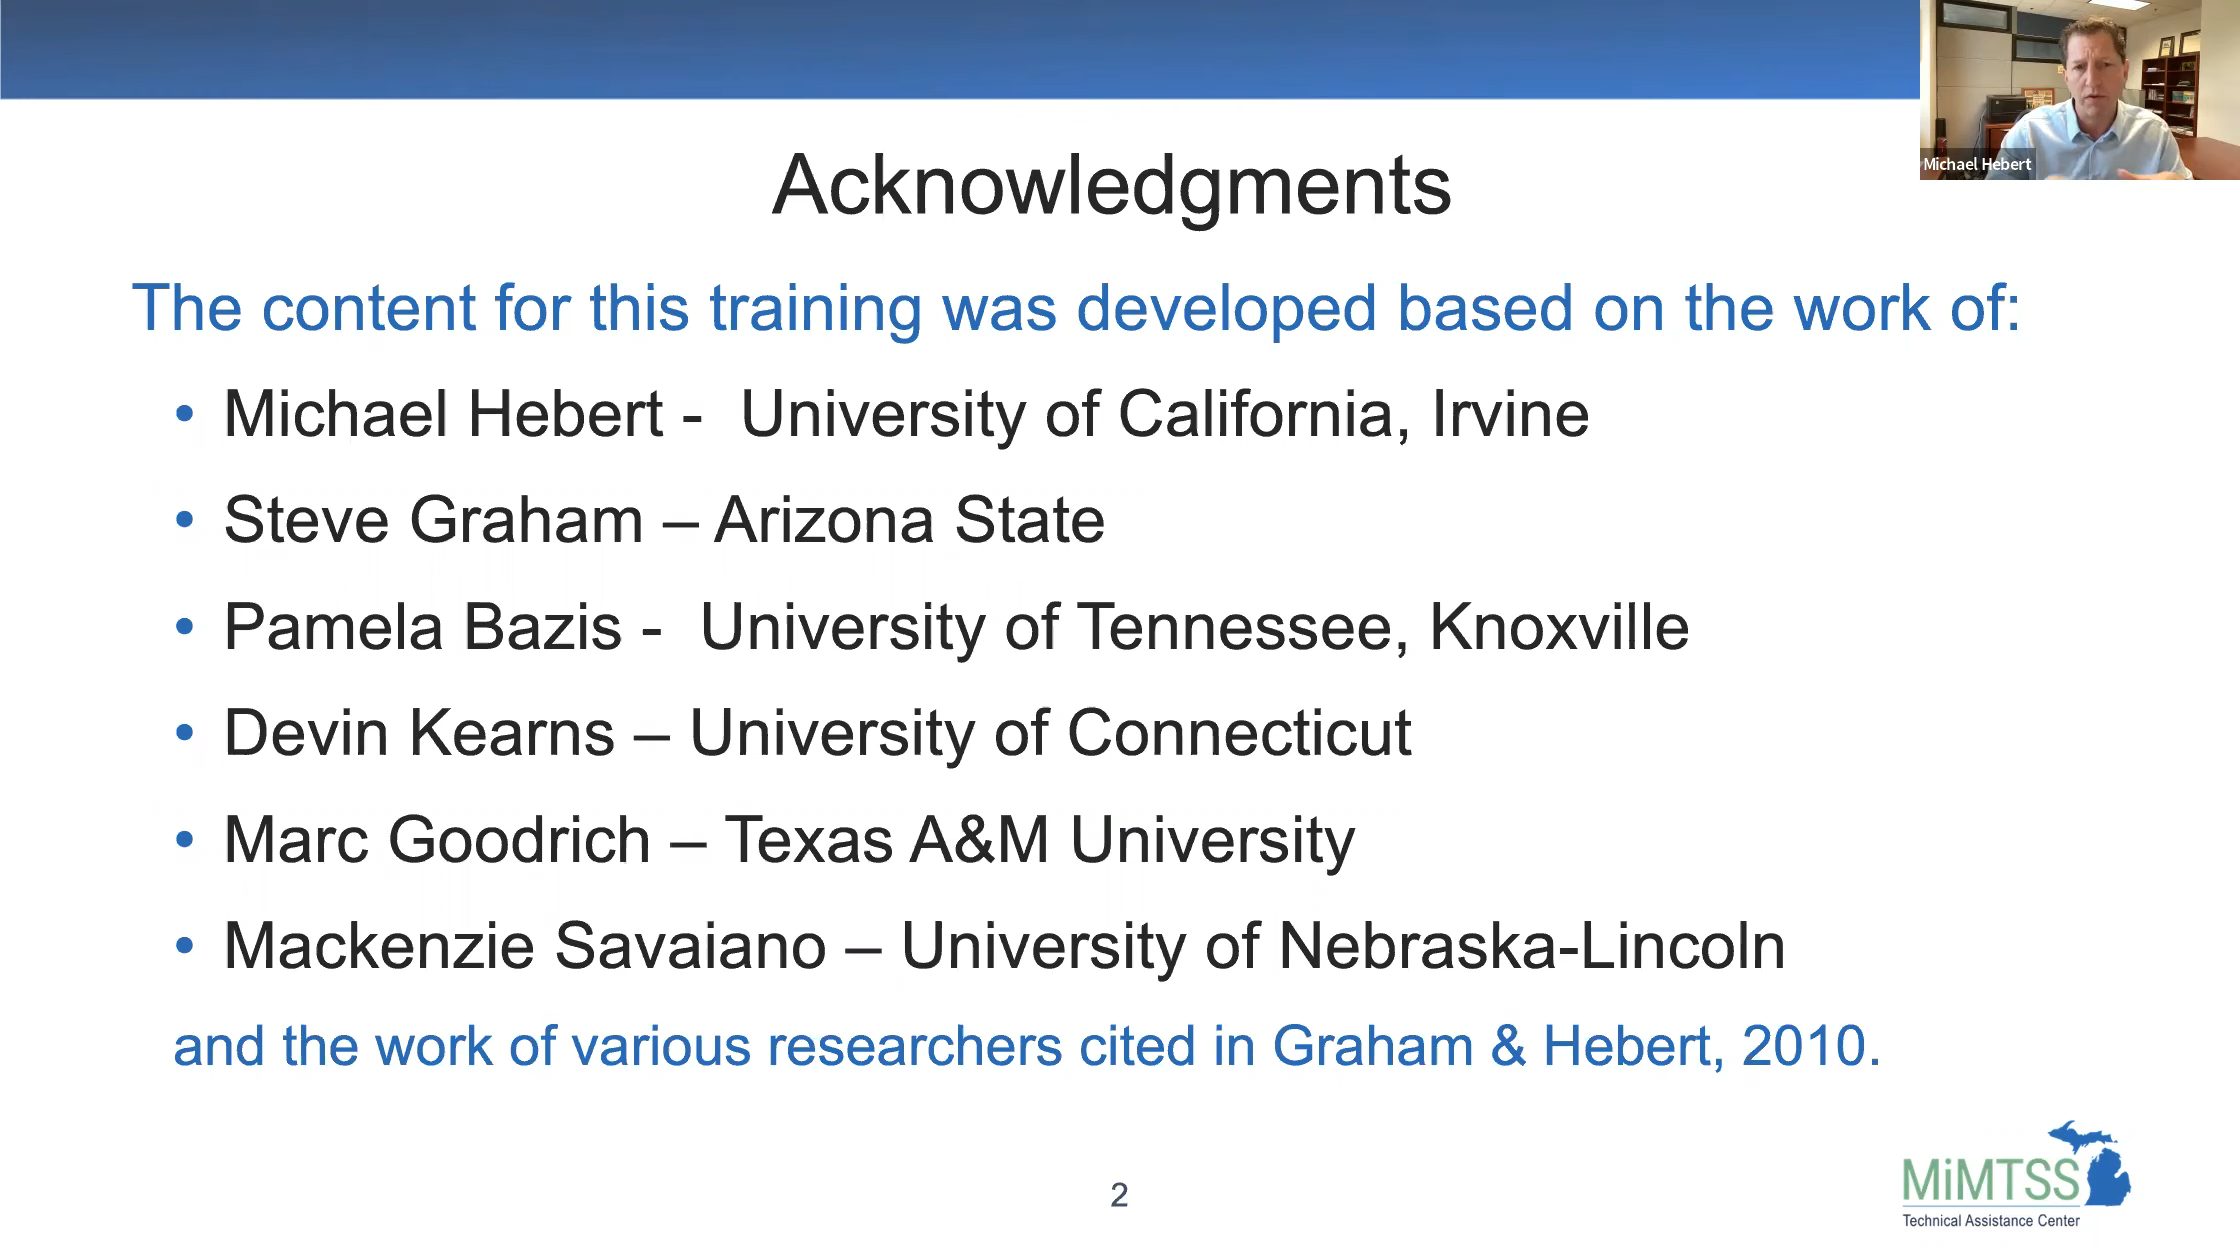 Michael Hebert
Acknowledgments
The content for this training was developed based on the work of:
• Michael Hebert -  University of California, Irvine
• Steve Graham – Arizona State
• Pamela Bazis -  University of Tennessee, Knoxville
• Devin Kearns – University of Connecticut
• Marc Goodrich – Texas A&M University
• Mackenzie Savaiano – University of Nebraska-Lincoln
and the work of various researchers cited in Graham & Hebert, 2010.
2
MiMTSS
Technical Assistance Center